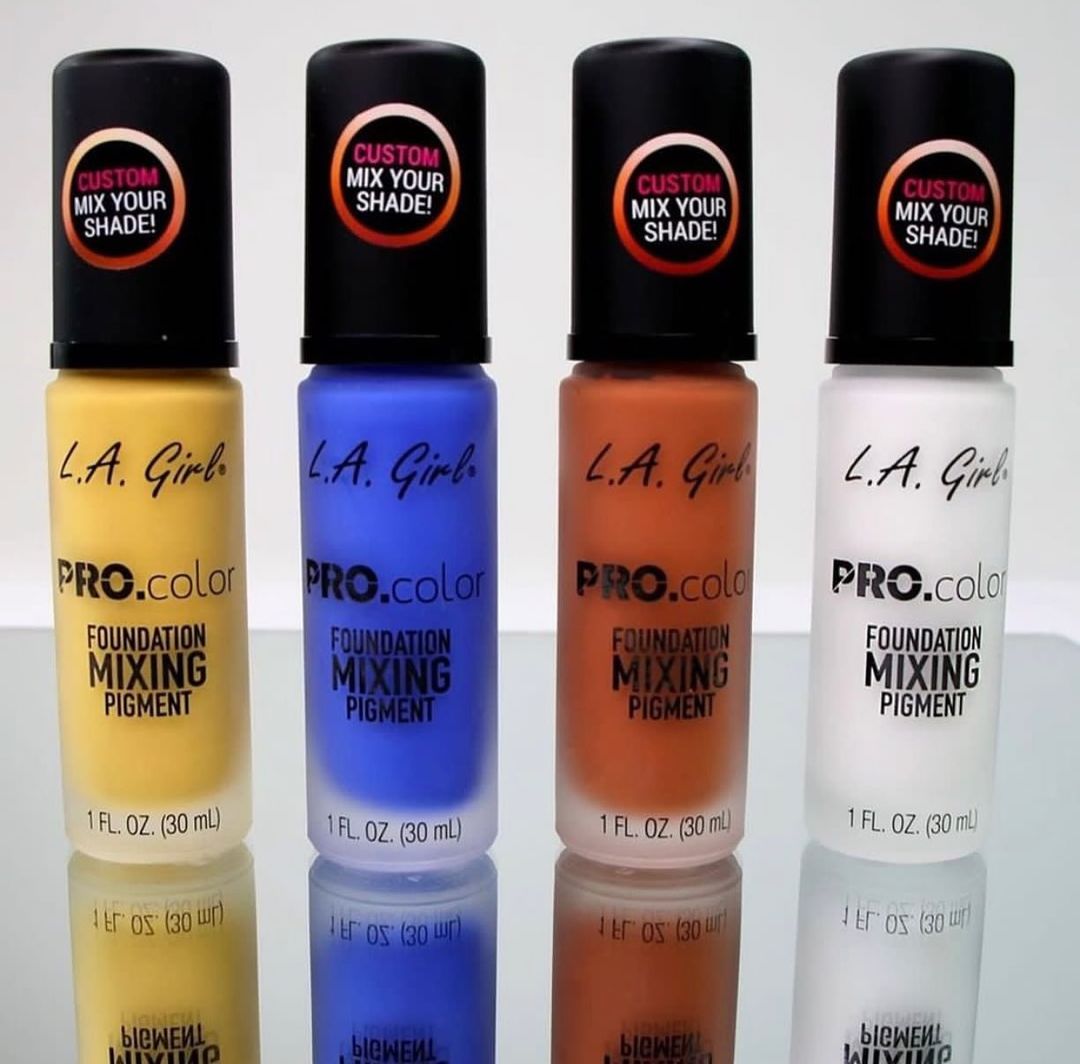 CUSTOM
MIX YOUR
SHADE!
L.A. Girl®
PRO.color
FOUNDATION
MIXING
PIGMENT
1 FL. OZ. (30 mL)
CUSTOM
MIX YOUR
SHADE!
L.A. Girl®
PRO.color
FOUNDATION
MIXING
PIGMENT
1 FL. OZ. (30 mL)
CUSTOM
MIX YOUR
SHADE!
L.A. Girl®
PRO.color
FOUNDATION
MIXING
PIGMENT
1 FL. OZ. (30 mL)
CUSTOM
MIX YOUR
SHADE!
L.A. Girl®
PRO.color
FOUNDATION
MIXING
PIGMENT
1 FL. OZ. (30 mL)